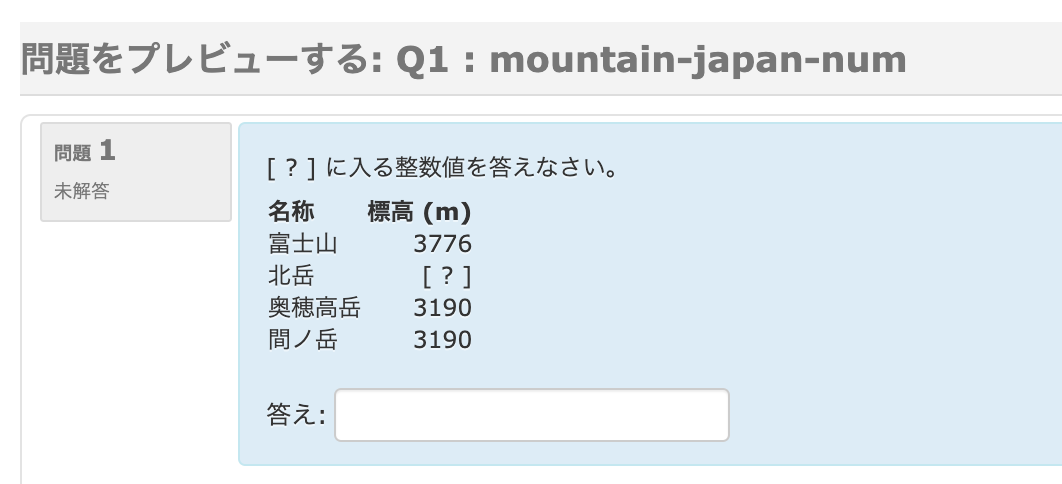 問題をプレビューする: Q1 : mountain-japan-num
問題 1
未解答
[ ? ] に入る整数値を答えなさい。
名称 標高 (m)
富士山 3776
北岳 [ ? ]
奥穂高岳 3190
間ノ岳 3190
答え: